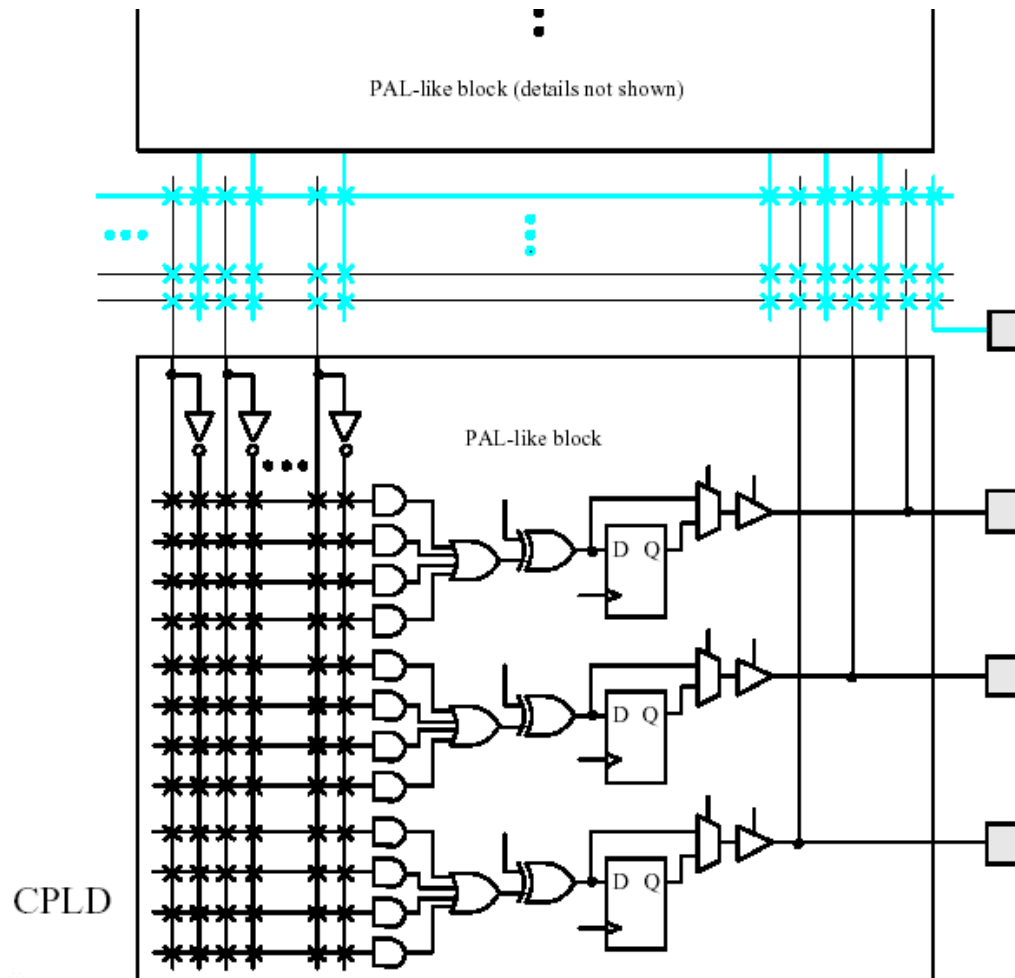 PAL-like block (details not shown)
PAL-like block
D Q
D Q
D Q
CPLD